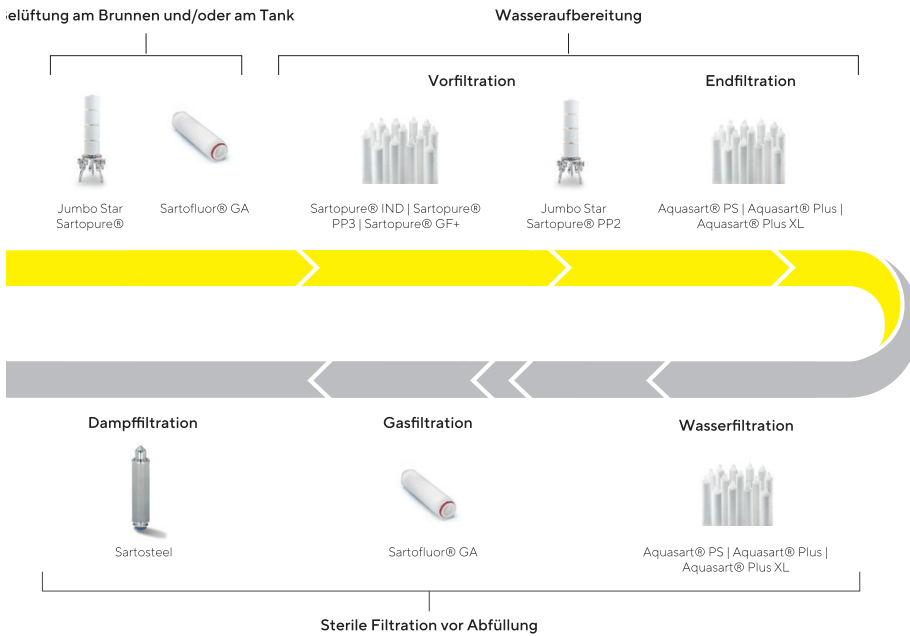 elüftung am Brunnen und/oder am Tank
Wasseraufbereitung
Vorfiltration
Endfiltration
Jumbo Star
Sartopure®
Sartofluor® GA
Sartopure® IND | Sartopure®
PP3 | Sartopure® GF+
Jumbo Star
Sartopure® PP2
Aquasart® PS | Aquasart® Plus |
Aquasart® Plus XL
Dampffiltration
Gasfiltration
Wasserfiltration
Sartosteel
Sartofluor® GA
Aquasart® PS | Aquasart® Plus |
Aquasart® Plus XL
Sterile Filtration vor Abfüllung